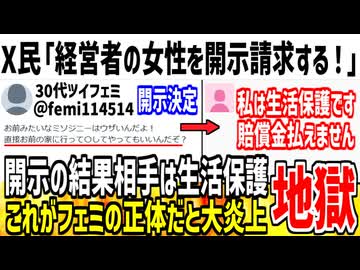 X民「経営者の女性を開示請求する！」
30代ツイフェミ
@femi114514
開示決定
お前みたいなミソジニーはウザいんだよ！
直接お前の家に行って〇してやってもいいんだぞ？
私は生活保護です
賠償金払えません
開示の結果相手は生活保護
これがフェミの正体だと大炎上
地獄